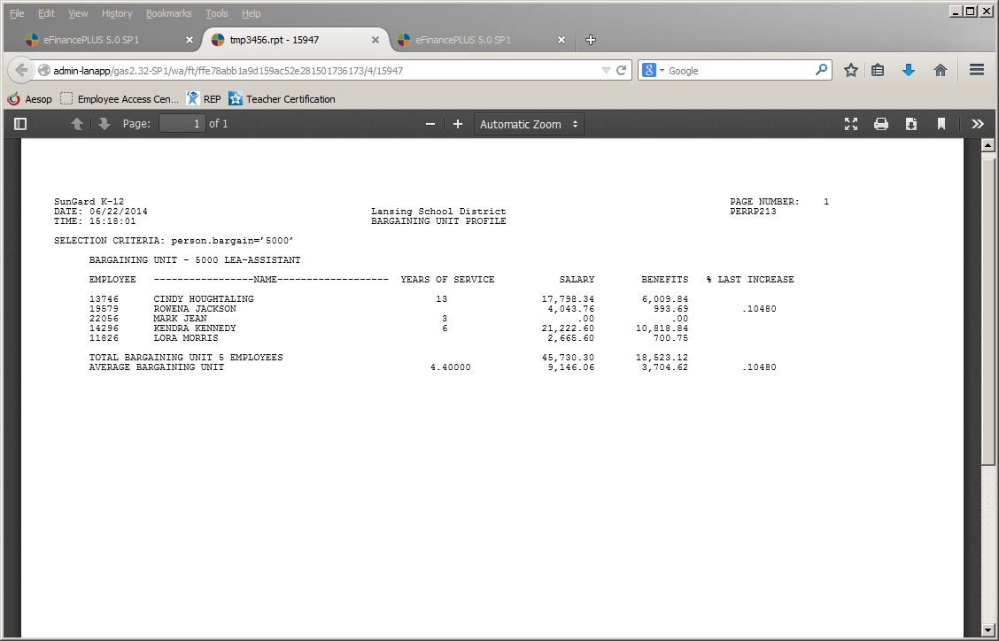 File Edit View History Bookmarks Tools Help
eFinancePLUS 5.0 SP1 tmp3456.rpt - 15947 eFinancePLUS 5.0 SP1
admin-lanapp/gas2.32-SP1/wa/ft/ffe78abb1a9d159ac52e281501736173/4/15947 8 Google
Aesop Employee Access Cen... REP Teacher Certification
Page: 1 of 1 Automatic Zoom
SunGard K-12 PAGE NUMBER: 1
DATE: 06/22/2014 Lansing School District PERRP213
TIME: 15:18:01 BARGAINING UNIT PROFILE
SELECTION CRITERIA: person.bargain='5000'
BARGAINING UNIT - 5000 LEA-ASSISTANT
EMPLOYEE -----------------NAME------------------- YEARS OF SERVICE SALARY BENEFITS % LAST INCREASE
13746 CINDY HOUGHTALING 13 17,798.34 6,009.84
19579 ROWENA JACKSON 4,043.76 993.69 .10480
22056 MARK JEAN 3 .00 .00
14296 KENDRA KENNEDY 6 21,222.60 10,818.84
11826 LORA MORRIS 2,665.60 700.75
TOTAL BARGAINING UNIT 5 EMPLOYEES 45,730.30 18,523.12
AVERAGE BARGAINING UNIT 4.40000 9,146.06 3,704.62 .10480